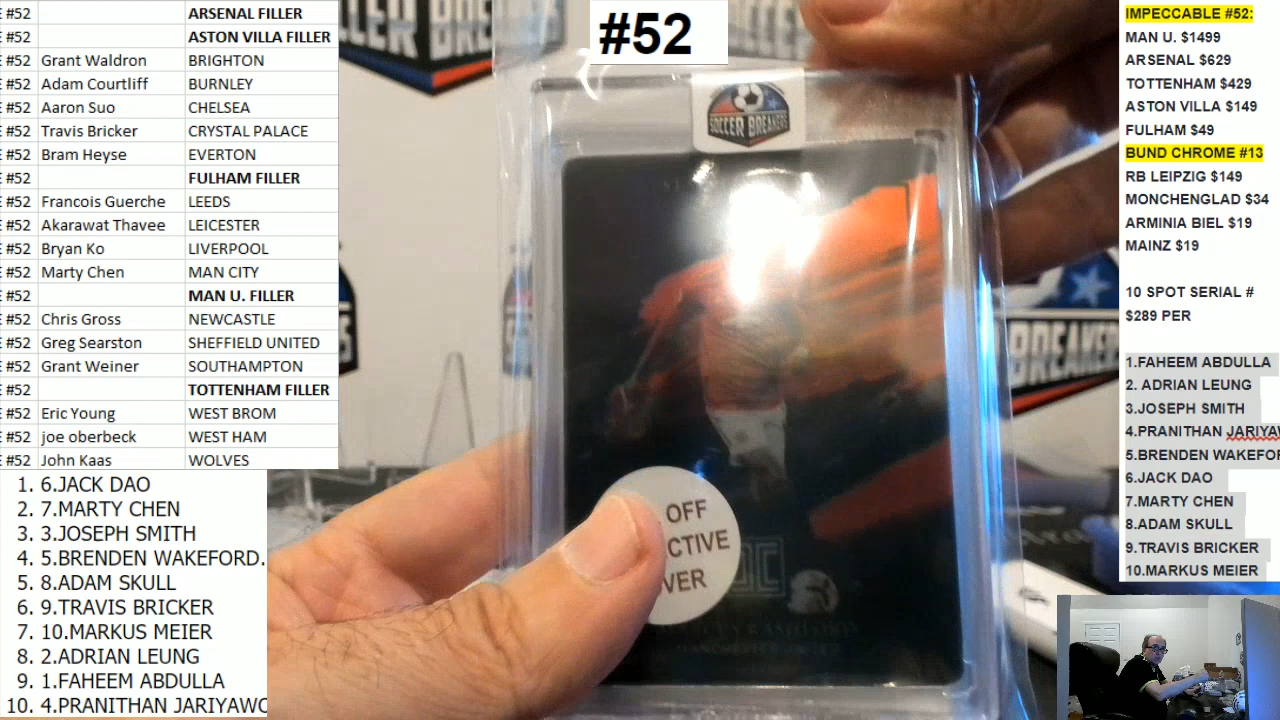 #52 ARSENAL FILLER
#52 ASTON VILLA FILLER
#52 Grant Waldron BRIGHTON
#52 Adam Courtliff BURNLEY
#52 Aaron Suo CHELSEA
#52 Travis Bricker CRYSTAL PALACE
#52 Bram Heyse EVERTON
#52 FULHAM FILLER
#52 Francois Guerche LEEDS
#52 Akarawat Thavee LEICESTER
#52 Bryan Ko LIVERPOOL
#52 Marty Chen MAN CITY
#52 MAN U. FILLER
#52 Chris Gross NEWCASTLE
#52 Greg Searston SHEFFIELD UNITED
#52 Grant Weiner SOUTHAMPTON
#52 TOTTENHAM FILLER
#52 Eric Young WEST BROM
#52 joe oberbeck WEST HAM
#52 John Kaas WOLVES
1. 6.JACK DAO
2. 7.MARTY CHEN
3. 3.JOSEPH SMITH
4. 5.BRENDEN WAKEFORD.
5. 8.ADAM SKULL
6. 9.TRAVIS BRICKER
7. 10.MARKUS MEIER
8. 2.ADRIAN LEUNG
9. 1.FAHEEM ABDULLA
10. 4.PRANITHAN JARIYAWO
#52
SOCCER BREAKERS
OFF
CTIVE
VER
BREAKERS
IMPECCABLE #52:
MAN U. $1499
ARSENAL $629
TOTTENHAM $429
ASTON VILLA $149
FULHAM $49
BUND CHROME #13
RB LEIPZIG $149
MONCHENGLAD $34
ARMINIA BIEL $19
MAINZ $19
10 SPOT SERIAL #
$289 PER
1.FAHEEM ABDULLA
2. ADRIAN LEUNG
3.JOSEPH SMITH
4.PRANITHAN JARIYAW
5.BRENDEN WAKEFOR
6.JACK DAO
7.MARTY CHEN
8.ADAM SKULL
9.TRAVIS BRICKER
10.MARKUS MEIER